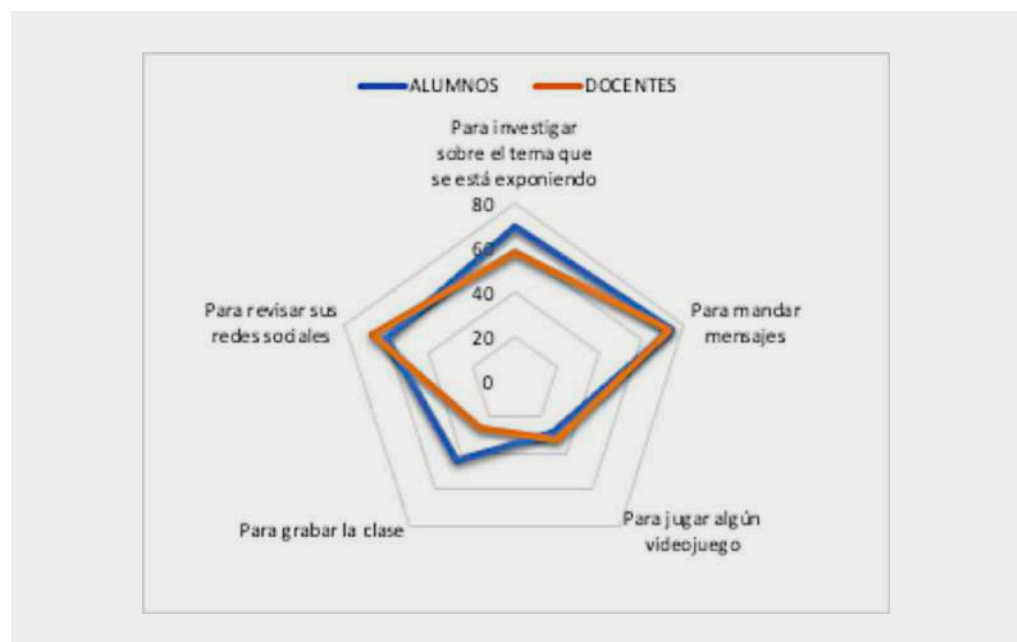 ALUMNOS DOCENTES
Para investigar
sobre el tema que
se está exponiendo
80
60
40
20
0
Para revisar sus
redes sociales
Para mandar
mensajes
Para grabar la clase
Para jugar algún
videojuego